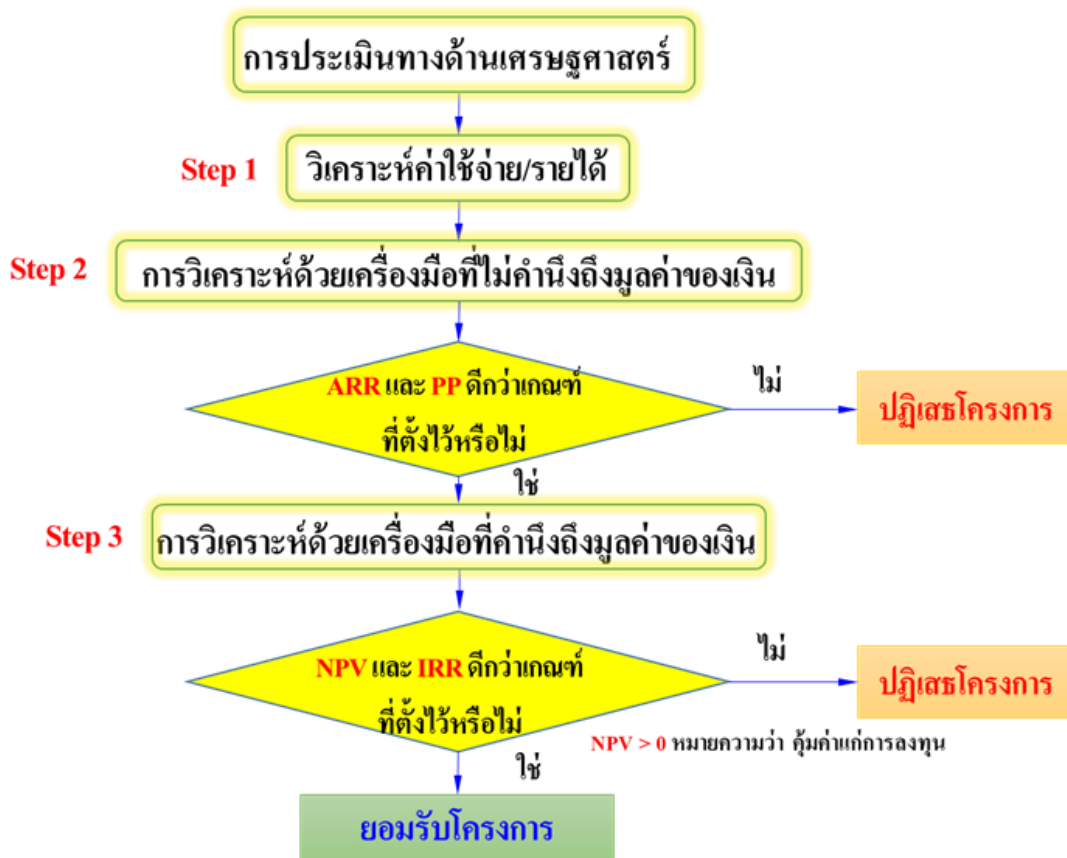 การประเมินทางด้านเศรษฐศาสตร์
Step 1
วิเคราะห์ค่าใช้จ่าย/รายได้
Step 2
การวิเคราะห์ด้วยเครื่องมือที่ไม่คำนึงถึงมูลค่าของเงิน
ARR และ PP ดีกว่าเกณฑ์
ที่ตั้งไว้หรือไม่
ไม่
ปฏิเสธโครงการ
ใช่
Step 3
การวิเคราะห์ด้วยเครื่องมือที่คำนึงถึงมูลค่าของเงิน
NPV และ IRR ดีกว่าเกณฑ์
ที่ตั้งไว้หรือไม่
ไม่
ปฏิเสธโครงการ
NPV > 0 หมายความว่า คุ้มค่าแก่การลงทุน
ใช่
ยอมรับโครงการ